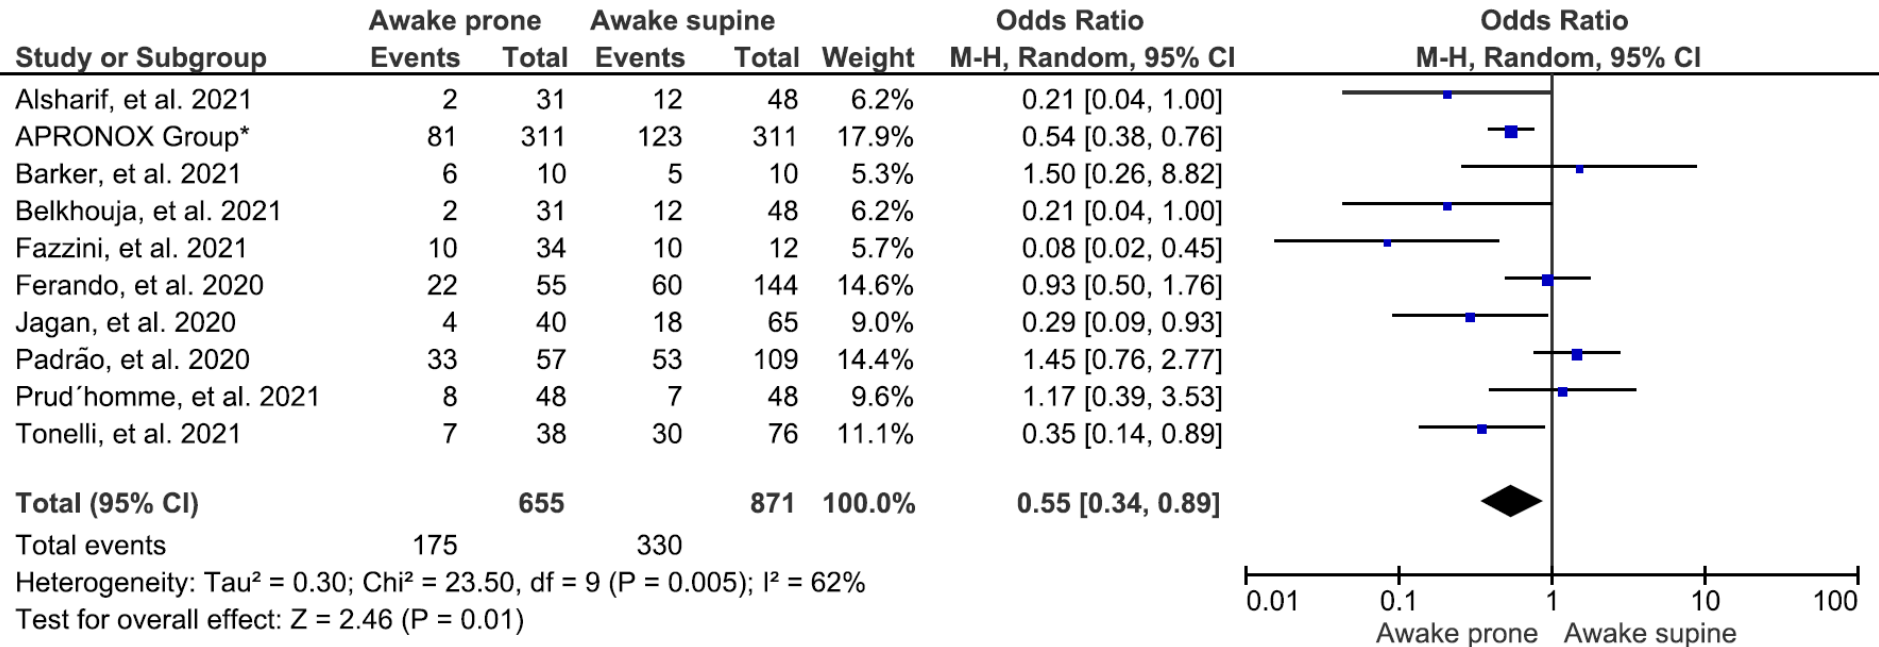 Awake prone Awake supine Odds Ratio Odds Ratio
Study or Subgroup Events Total Events Total Weight M-H, Random, 95% CI M-H, Random, 95% CI
Alsharif, et al. 2021 2 31 12 48 6.2% 0.21 [0.04, 1.00]
APRONOX Group* 81 311 123 311 17.9% 0.54 [0.38, 0.76]
Barker, et al. 2021 6 10 5 10 5.3% 1.50 [0.26, 8.82]
Belkhouja, et al. 2021 2 31 12 48 6.2% 0.21 [0.04, 1.00]
Fazzini, et al. 2021 10 34 10 12 5.7% 0.08 [0.02, 0.45]
Ferando, et al. 2020 22 55 60 144 14.6% 0.93 [0.50, 1.76]
Jagan, et al. 2020 4 40 18 65 9.0% 0.29 [0.09, 0.93]
Padrão, et al. 2020 33 57 53 109 14.4% 1.45 [0.76, 2.77]
Prud´homme, et al. 2021 8 48 7 48 9.6% 1.17 [0.39, 3.53]
Tonelli, et al. 2021 7 38 30 76 11.1% 0.35 [0.14, 0.89]
Total (95% CI) 655 871 100.0% 0.55 [0.34, 0.89]
Total events 175 330
Heterogeneity: Tau² = 0.30; Chi² = 23.50, df = 9 (P = 0.005); I² = 62%
Test for overall effect: Z = 2.46 (P = 0.01)
0.01 0.1 1 10 100
Awake prone Awake supine